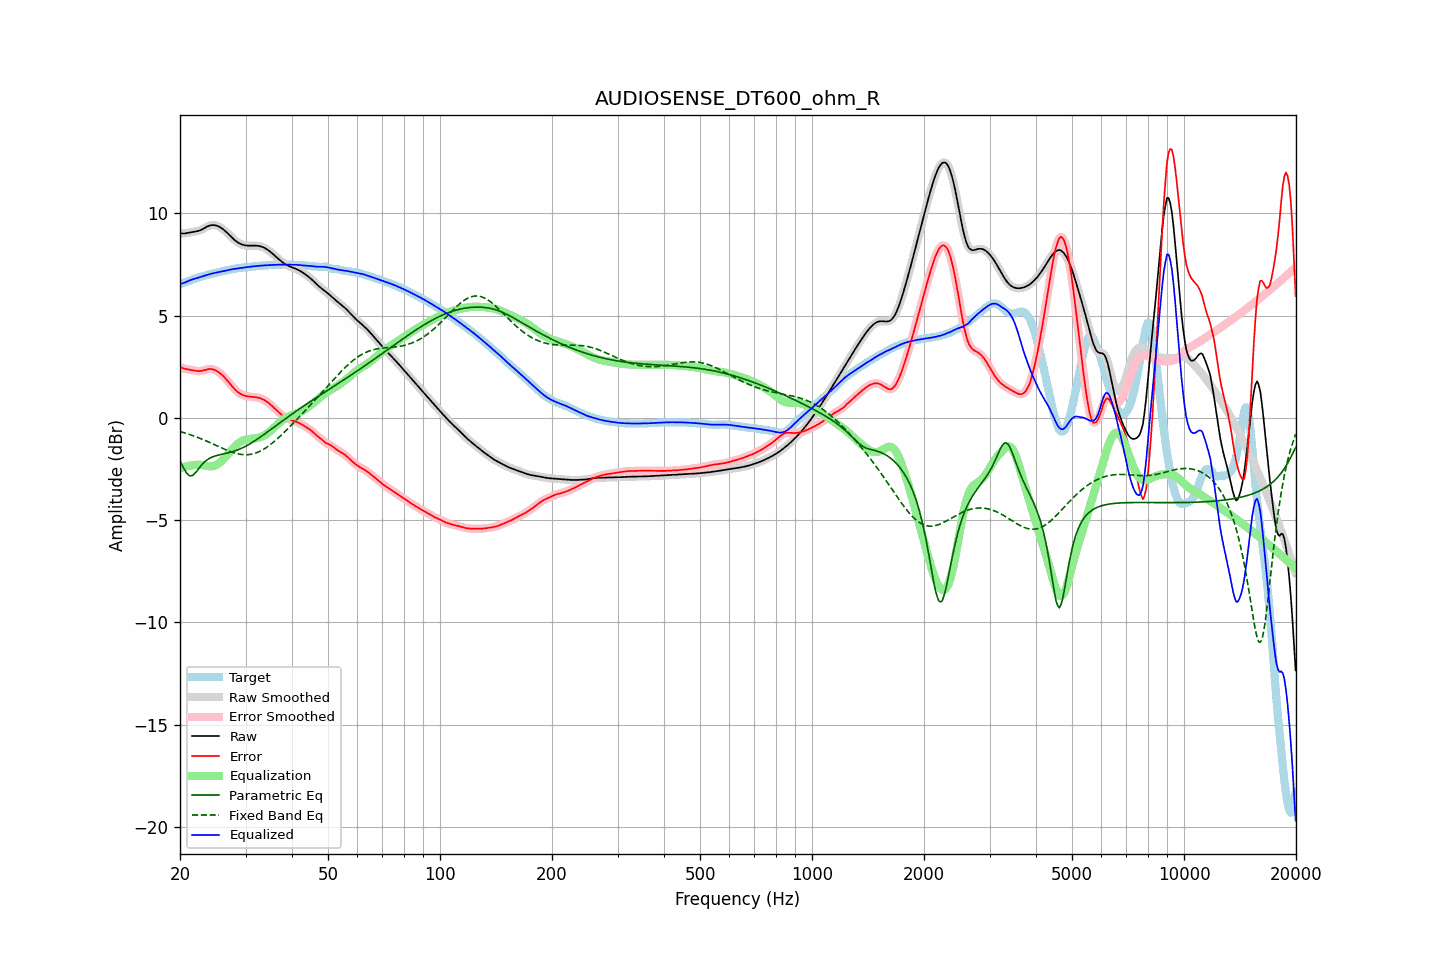 AUDIOSENSE_DT600_ohm_R
Amplitude (dBr)
10
5
0
−5
−10
−15
−20
Target
Raw Smoothed
Error Smoothed
Raw
Error
Equalization
Parametric Eq
Fixed Band Eq
Equalized
20 50 100 200 500 1000 2000 5000 10000 20000
Frequency (Hz)